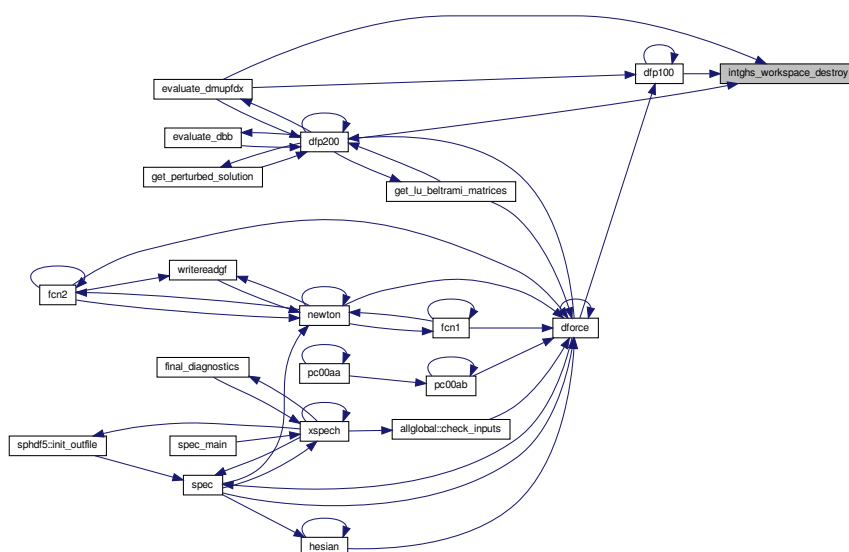 dfp100
intghs_workspace_destroy
evaluate_dmupfdx
evaluate_dbb
dfp200
get_perturbed_solution
get_lu_beltrami_matrices
writereadgf
fcn2
newton
fcn1
dforce
final_diagnostics
pc00aa
pc00ab
sphdf5::init_outfile
spec_main
xspech
allglobal::check_inputs
spec
hesian